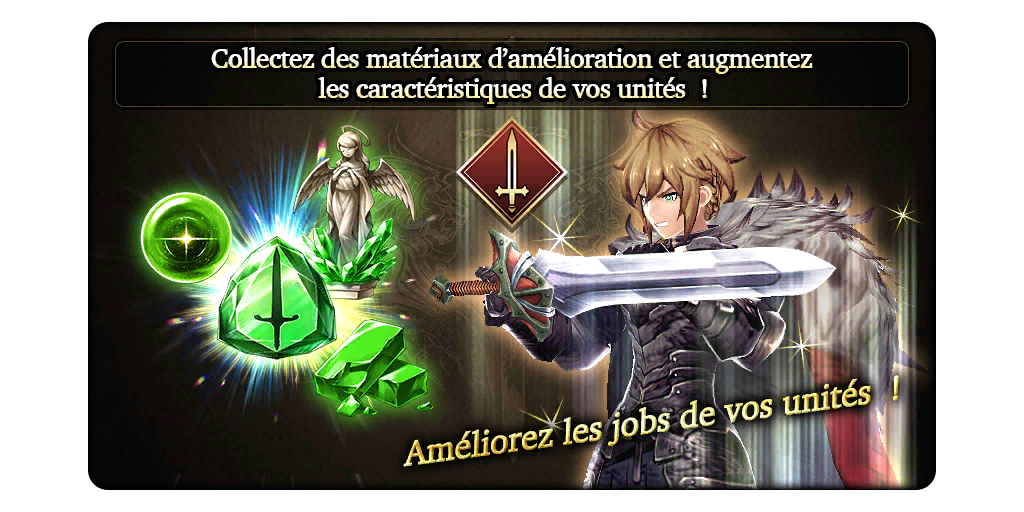 Collectez des matériaux d'amélioration et augmentez
les caractéristiques de vos unités !
Améliorez les jobs de vos unités !